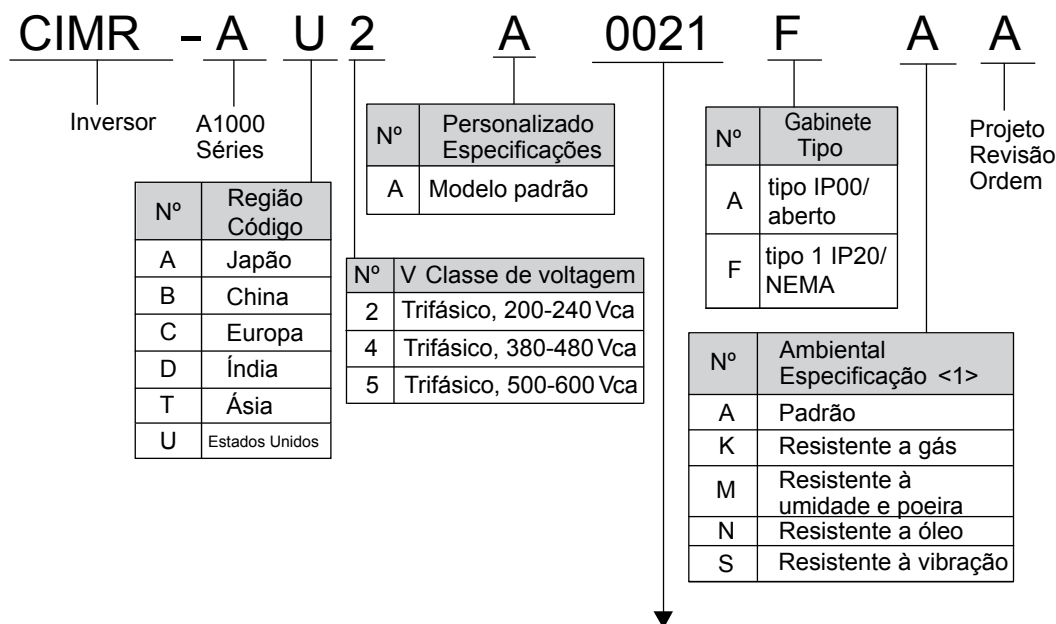 CIMR - A U 2 A 0021 F A A
Inversor
A1000
Séries
Nº Região
Código
A Japão
B China
C Europa
D Índia
T Ásia
U Estados Unidos
Nº Personalizado
Especificações
A Modelo padrão
Nº V Classe de voltagem
2 Trifásico, 200-240 Vca
4 Trifásico, 380-480 Vca
5 Trifásico, 500-600 Vca
Nº Gabinete
Tipo
A tipo IP00/
aberto
F tipo 1 IP20/
NEMA
Nº Ambiental
Especificação <1>
A Padrão
K Resistente a gás
M Resistente à
umidade e poeira
N Resistente a óleo
S Resistente à vibração
Projeto
Revisão
Ordem